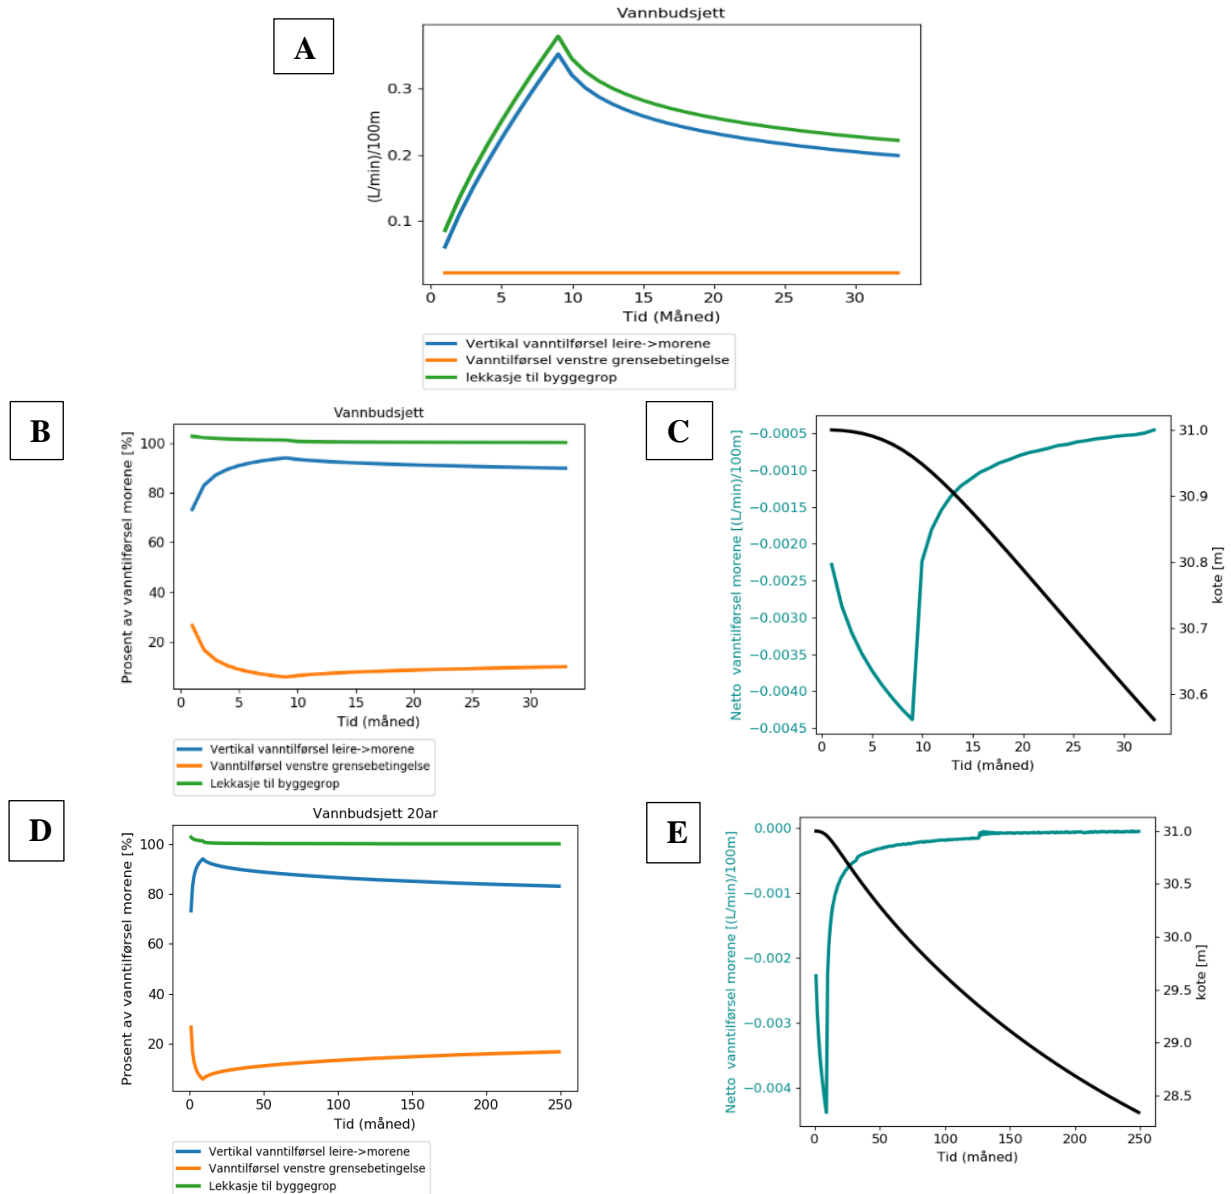 A
Vannbudsjett
(L/min)/100m
0.3
0.2
0.1
0 5 10 15 20 25 30
Tid (Måned)
Vertikal vanntilførsel leire->morene
Vanntilførsel venstre grensebetingelse
lekkasje til byggegrop
B
Vannbudsjett
Prosent av vanntilførsel morene [%]
100
80
60
40
20
0 5 10 15 20 25 30
Tid (måned)
Vertikal vanntilførsel leire->morene
Vanntilførsel venstre grensebetingelse
Lekkasje til byggegrop
C
Netto vanntilførsel morene [(L/min)/100m]
−0.0005
−0.0010
−0.0015
−0.0020
−0.0025
−0.0030
−0.0035
−0.0040
−0.0045
31.0
30.9
30.8
30.7
30.6
kote [m]
0 5 10 15 20 25 30
Tid (måned)
D
Vannbudsjett 20ar
Prosent av vanntilførsel morene [%]
100
80
60
40
20
0 50 100 150 200 250
Tid (måned)
Vertikal vanntilførsel leire->morene
Vanntilførsel venstre grensebetingelse
Lekkasje til byggegrop
E
Netto vanntilførsel morene [(L/min)/100m]
0.000
−0.001
−0.002
−0.003
−0.004
31.0
30.5
30.0
29.5
29.0
28.5
kote [m]
0 50 100 150 200 250
Tid (måned)